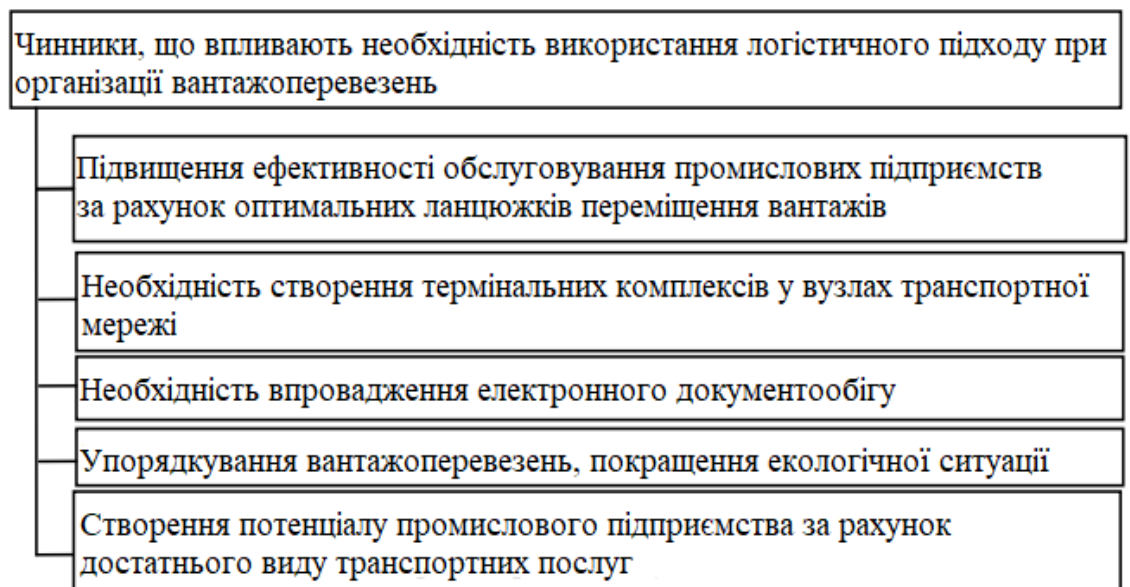 Чинники, що впливають необхідність використання логістичного підходу при
організації вантажоперевезень
Підвищення ефективності обслуговування промислових підприємств
за рахунок оптимальних ланцюжків переміщення вантажів
Необхідність створення термінальних комплексів у вузлах транспортної
мережі
Необхідність впровадження електронного документообігу
Упорядкування вантажоперевезень, покращення екологічної ситуації
Створення потенціалу промислового підприємства за рахунок
достатнього виду транспортних послуг